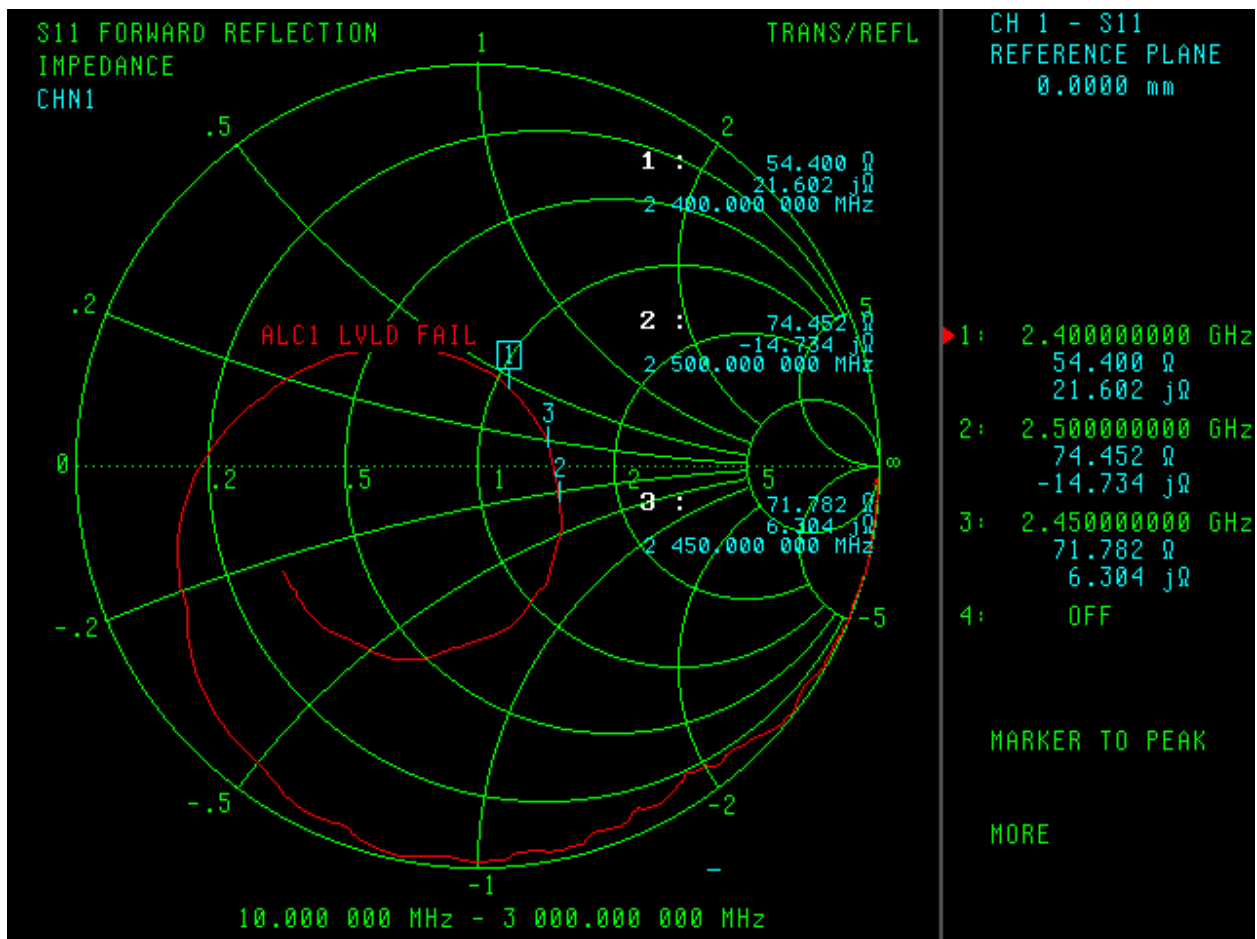 S11 FORWARD REFLECTION
IMPEDANCE
CHN1
TRANS/REFL
1
.5
2
.2
5
0
.2
.5
1
2
5
∞
-.2
-5
-.5
-2
-1
1 :
54.400 Ω
21.602 jΩ
2 400.000 000 MHz
ALC1 LVLD FAIL
1
3
2
2 :
74.452 Ω
-14.734 jΩ
2 500.000 000 MHz
3 :
71.782 Ω
6.304 jΩ
2 450.000 000 MHz
10.000 000 MHz - 3 000.000 000 MHz
CH 1 - S11
REFERENCE PLANE
0.0000 mm
1: 2.400000000 GHz
54.400 Ω
21.602 jΩ
2: 2.500000000 GHz
74.452 Ω
-14.734 jΩ
3: 2.450000000 GHz
71.782 Ω
6.304 jΩ
4: OFF
MARKER TO PEAK
MORE